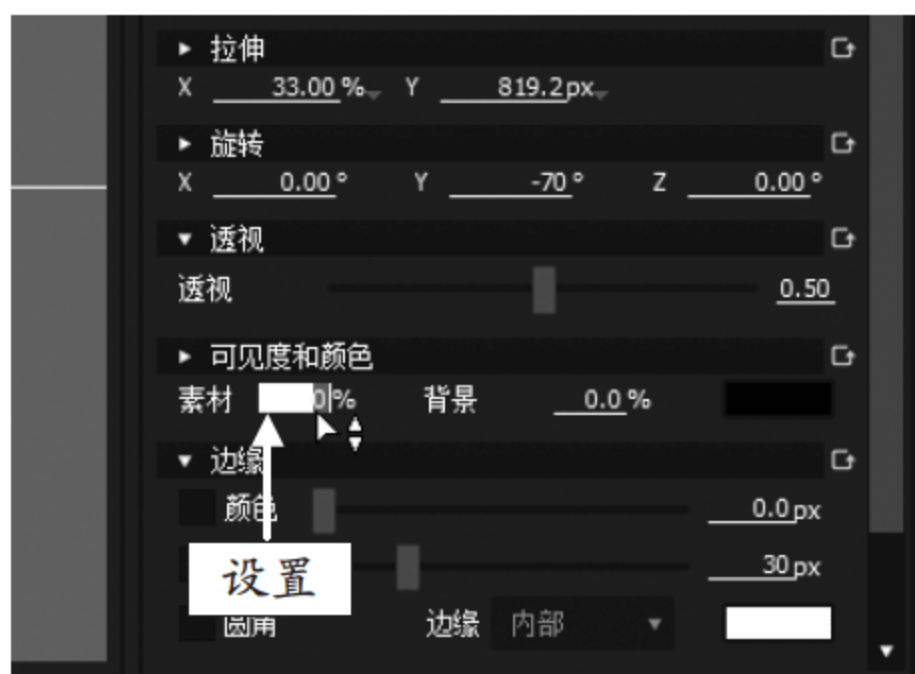 拉伸
X 33.00 % Y 819.2px
旋转
X 0.00 ° Y -70 ° Z 0.00 °
透视
透视 0.50
可见度和颜色
素材 0% 背景 0.0 %
边缘
颜色 0.0 px
设置 30 px
圆角 边缘 内部